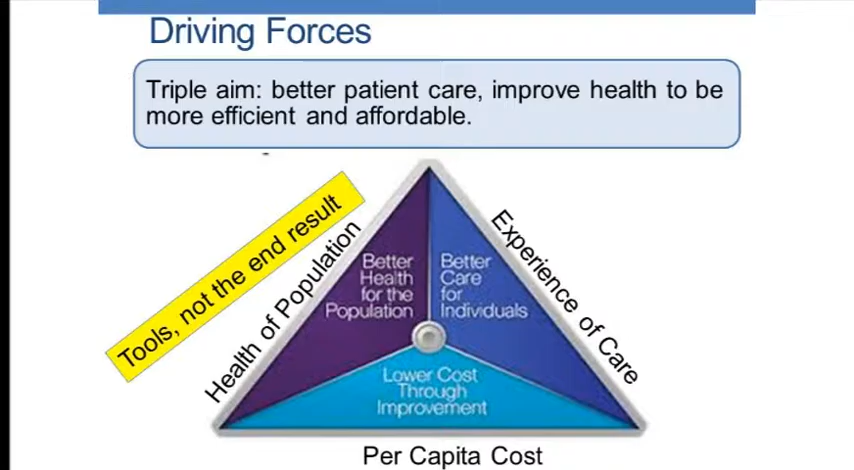 Driving Forces
Triple aim: better patient care, improve health to be
more efficient and affordable.
Tools, not the end result
Health of Population
Better
Health
for the
Population
Better
Care
for
Individuals
Experience of Care
Lower Cost
Through
Improvement
Per Capita Cost